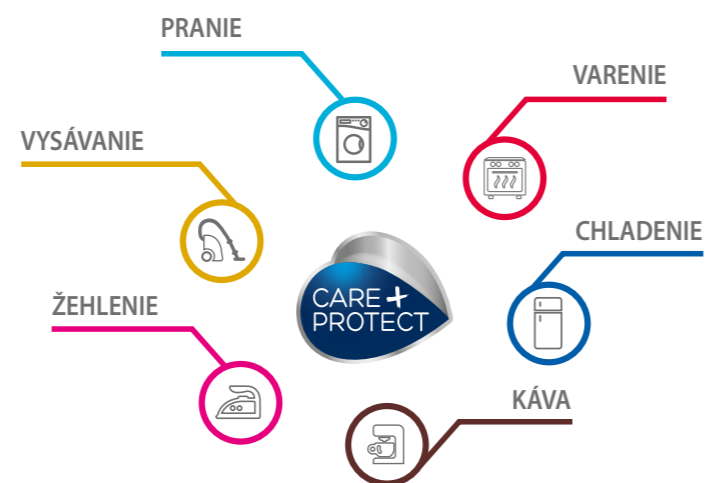 PRANIE
VARENIE
VYSÁVANIE
CHLADENIE
CARE +
PROTECT
ŽEHLENIE
KÁVA